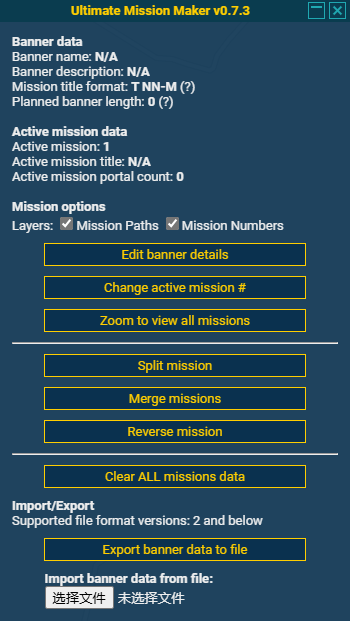 Ultimate Mission Maker v0.7.3
Banner data
Banner name: N/A
Banner description: N/A
Mission title format: T NN-M (?)
Planned banner length: 0 (?)
Active mission data
Active mission: 1
Active mission title: N/A
Active mission portal count: 0
Mission options
Layers: Mission Paths Mission Numbers
Edit banner details
Change active mission #
Zoom to view all missions
Split mission
Merge missions
Reverse mission
Clear ALL missions data
Import/Export
Supported file format versions: 2 and below
Export banner data to file
Import banner data from file:
选择文件 未选择文件